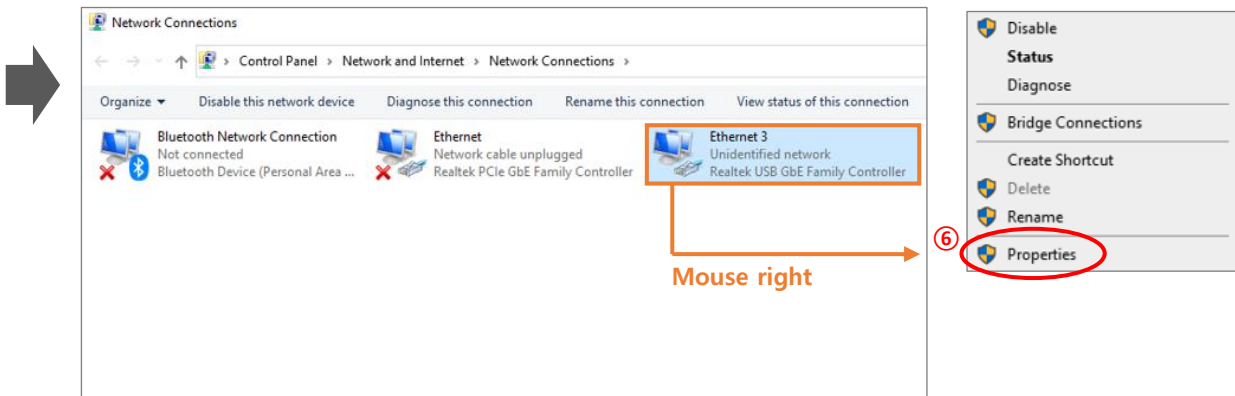 Network Connections
Control Panel › Network and Internet › Network Connections ›
Organize Disable this network device Diagnose this connection Rename this connection View status of this connection
Bluetooth Network Connection
Not connected
Bluetooth Device (Personal Area ...
Ethernet
Network cable unplugged
Realtek PCIe GbE Family Controller
Ethernet 3
Unidentified network
Realtek USB GbE Family Controller
Mouse right
⑥
Disable
Status
Diagnose
Bridge Connections
Create Shortcut
Delete
Rename
Properties